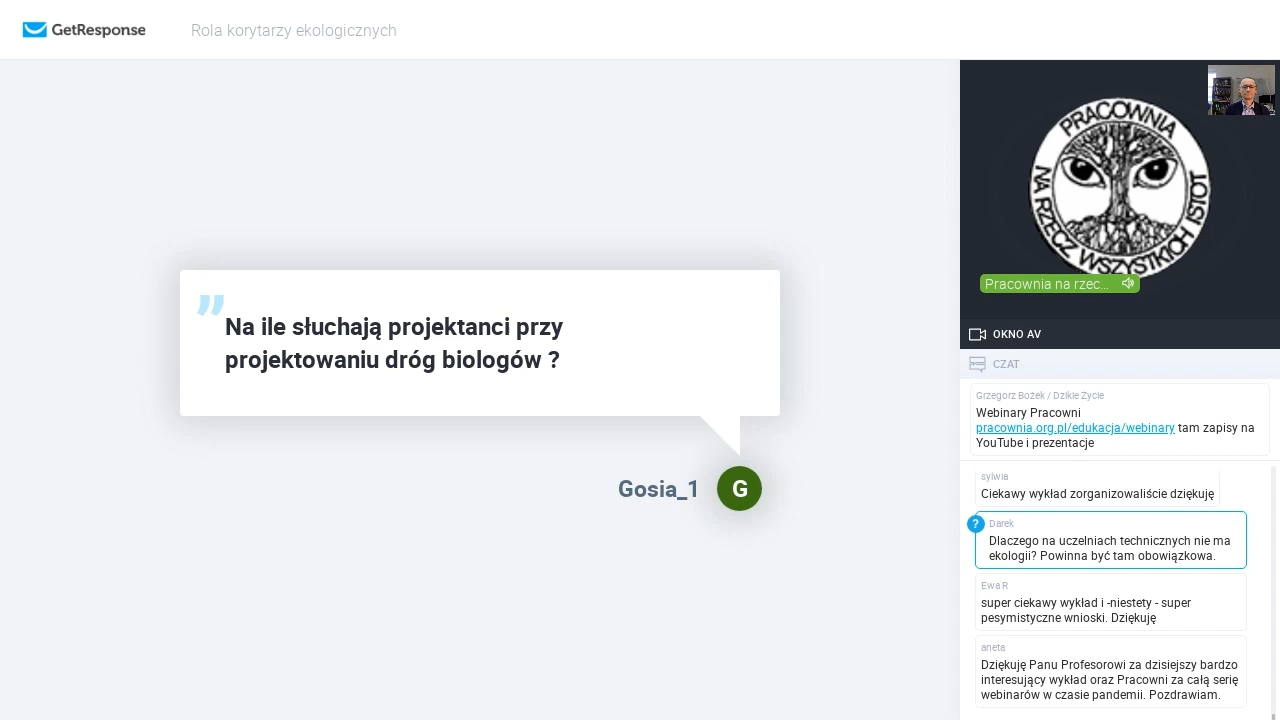 GetResponse
Rola korytarzy ekologicznych
PRACOWNIA
NA RZECZ WSZYSTKICH ISTOT
Pracownia na rzec...
OKNO AV
CZAT
Grzegorz Bożek / Dzikie Życie
Webinary Pracowni
pracownia.org.pl/edukacja/webinary tam zapisy na
YouTube i prezentacje
sylwia
Ciekawy wykład zorganizowaliście dziękuję
?
Darek
Dlaczego na uczelniach technicznych nie ma
ekologii? Powinna być tam obowiązkowa.
Ewa R
super ciekawy wykład i -niestety - super
pesymistyczne wnioski. Dziękuję
aneta
Dziękuję Panu Profesorowi za dzisiejszy bardzo
interesujący wykład oraz Pracowni za całą serię
webinarów w czasie pandemii. Pozdrawiam.
”
Na ile słuchają projektanci przy
projektowaniu dróg biologów ?
Gosia_1
G